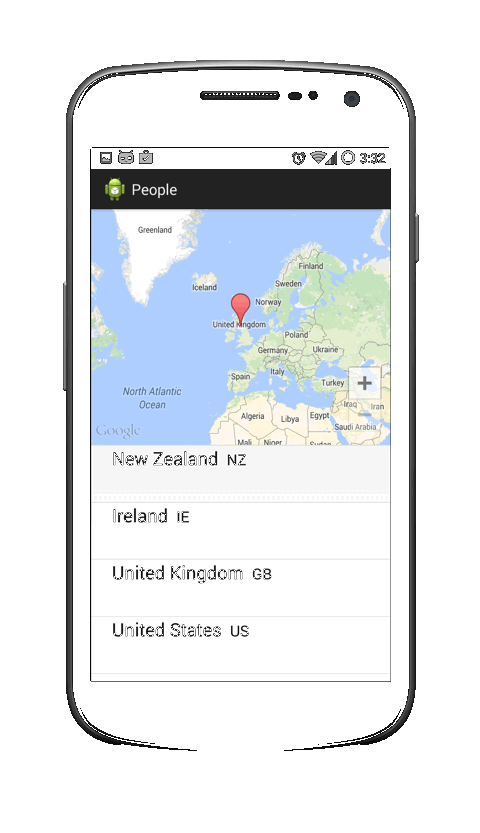 3:32
People
Greenland
Finland
Iceland
Sweden
Norway
United Kingdom
Poland
Germany
Ukraine
Spain
Italy
Turkey
+
North Atlantic
Ocean
Iraq
Iran
Algeria
Libya
Egypt
Saudi Arabia
Google
Mali
Niger
Sudan
New Zealand NZ
Ireland IE
United Kingdom GB
United States US